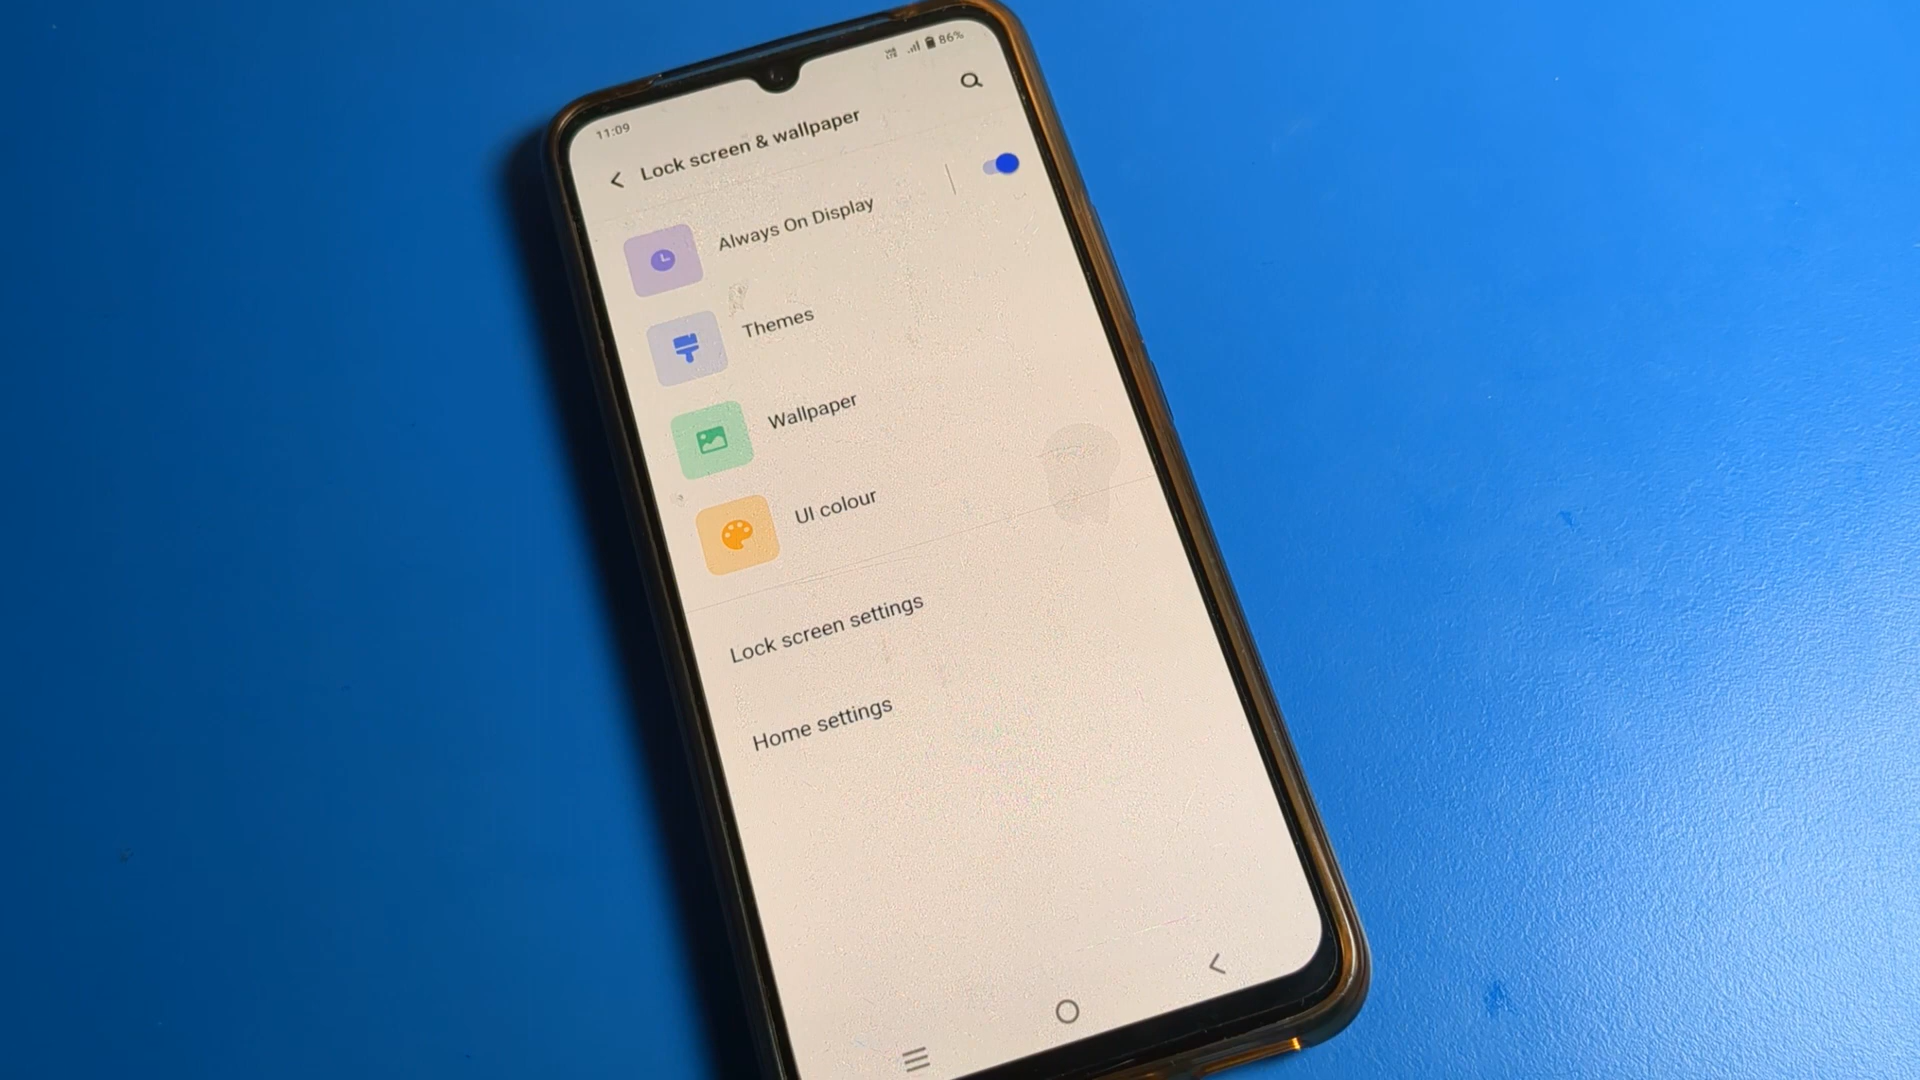 11:09
86%
Lock screen & wallpaper
Always On Display
Themes
Wallpaper
UI colour
Lock screen settings
Home settings